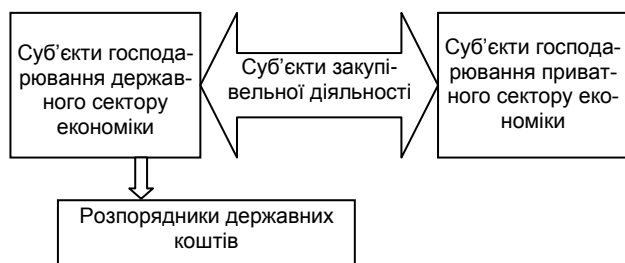 Суб’єкти господа-
рювання держав-
ного сектору
економіки
Суб’єкти закупі-
вельної діяльності
Суб’єкти господа-
рювання приват-
ного сектору еко-
номіки
Розпорядники державних
коштів